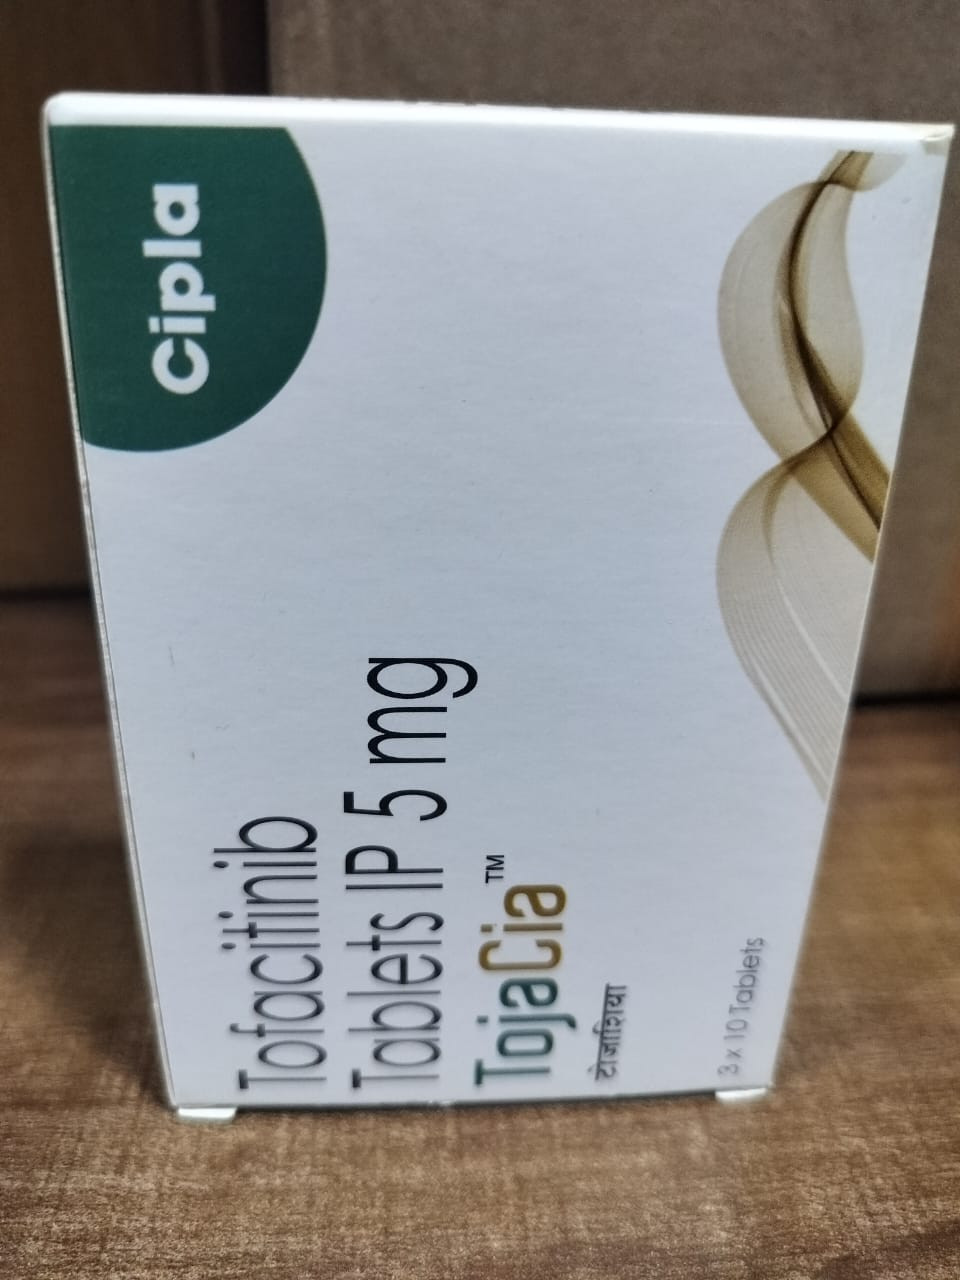 Cipla
Tofacitinib
Tablets IP 5 mg
TojaCia™
टोजाशिया
3 x 10 Tablets